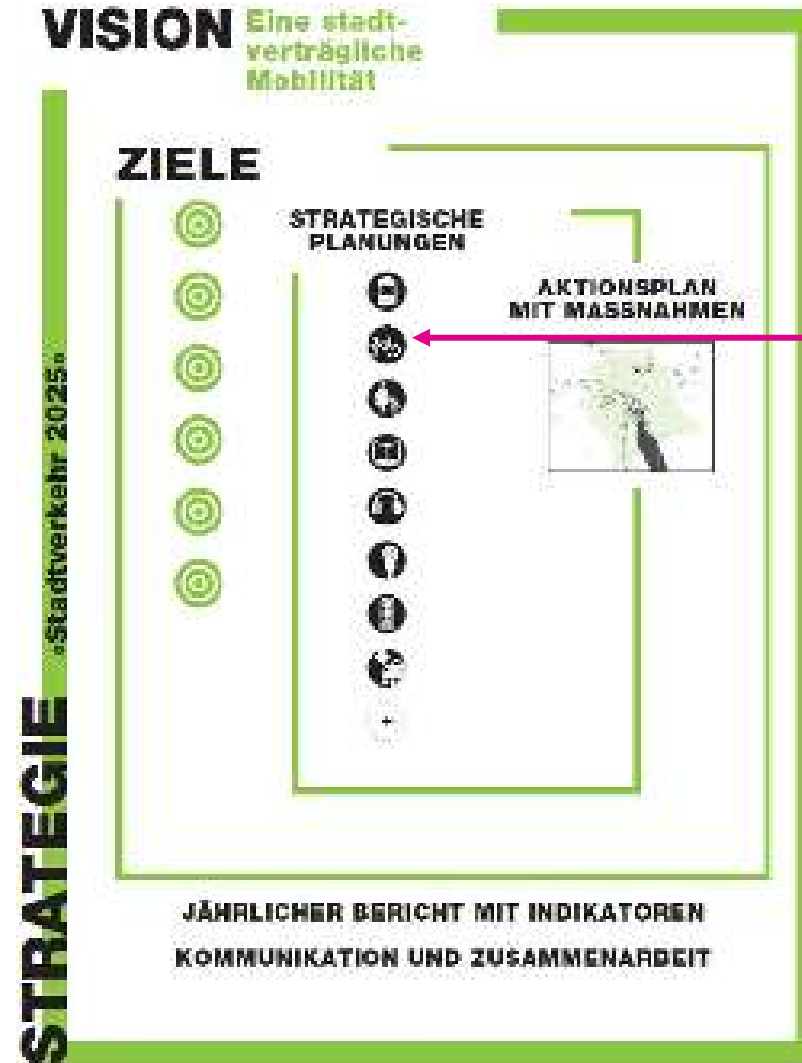 VISION
Eine stadt-
verträgliche
Mobilität
ZIELE
STRATEGISCHE
PLANUNGEN
AKTIONSPLAN
MIT MASSNAHMEN
STRATEGIE «Stadtverkehr 2025»
JÄHRLICHER BERICHT MIT INDIKATOREN
KOMMUNIKATION UND ZUSAMMENARBEIT